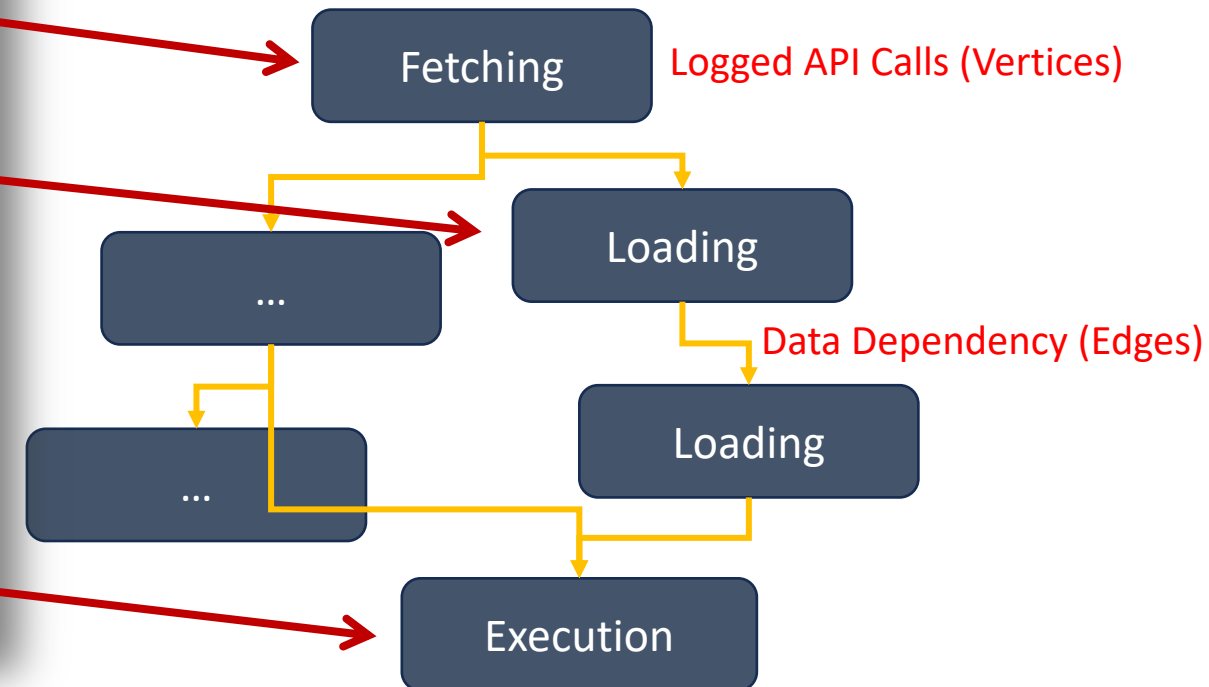 Fetching
Logged API Calls (Vertices)
Loading
...
Data Dependency (Edges)
Loading
...
Execution